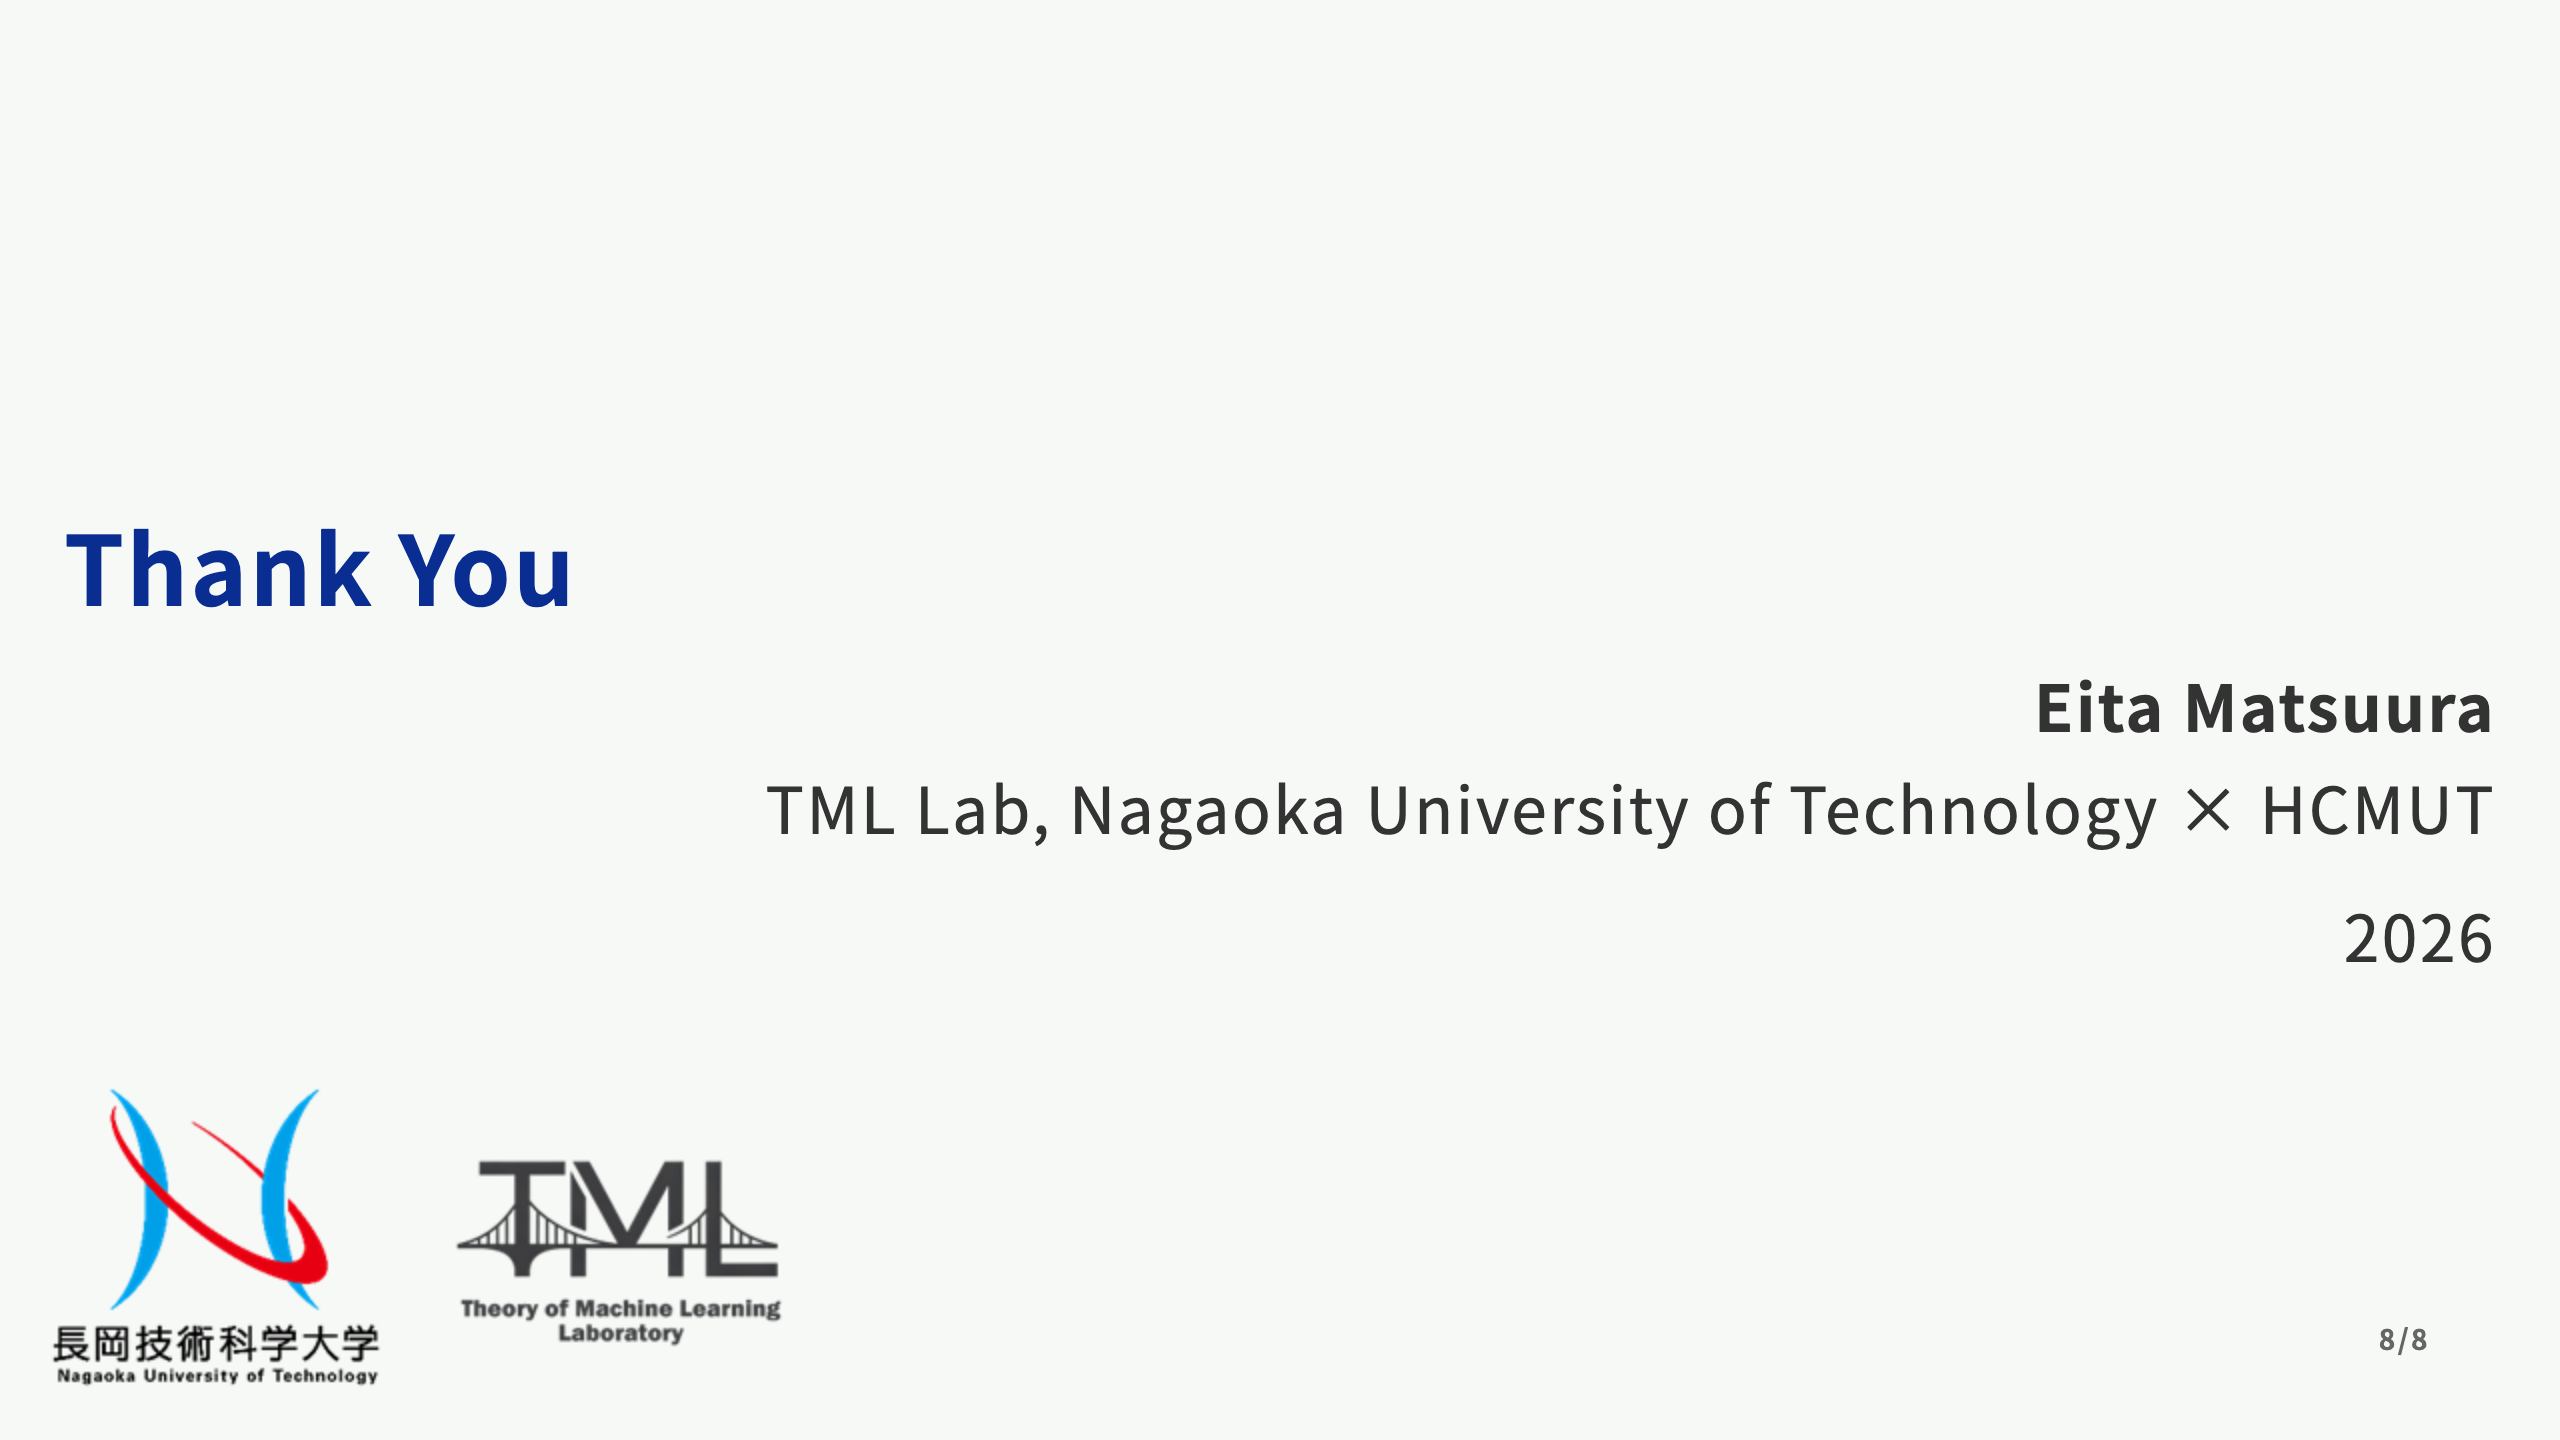 Thank You
Eita Matsuura
TML Lab, Nagaoka University of Technology × HCMUT
2026
長岡技術科学大学
Nagaoka University of Technology
TML
Theory of Machine Learning
Laboratory
8/8